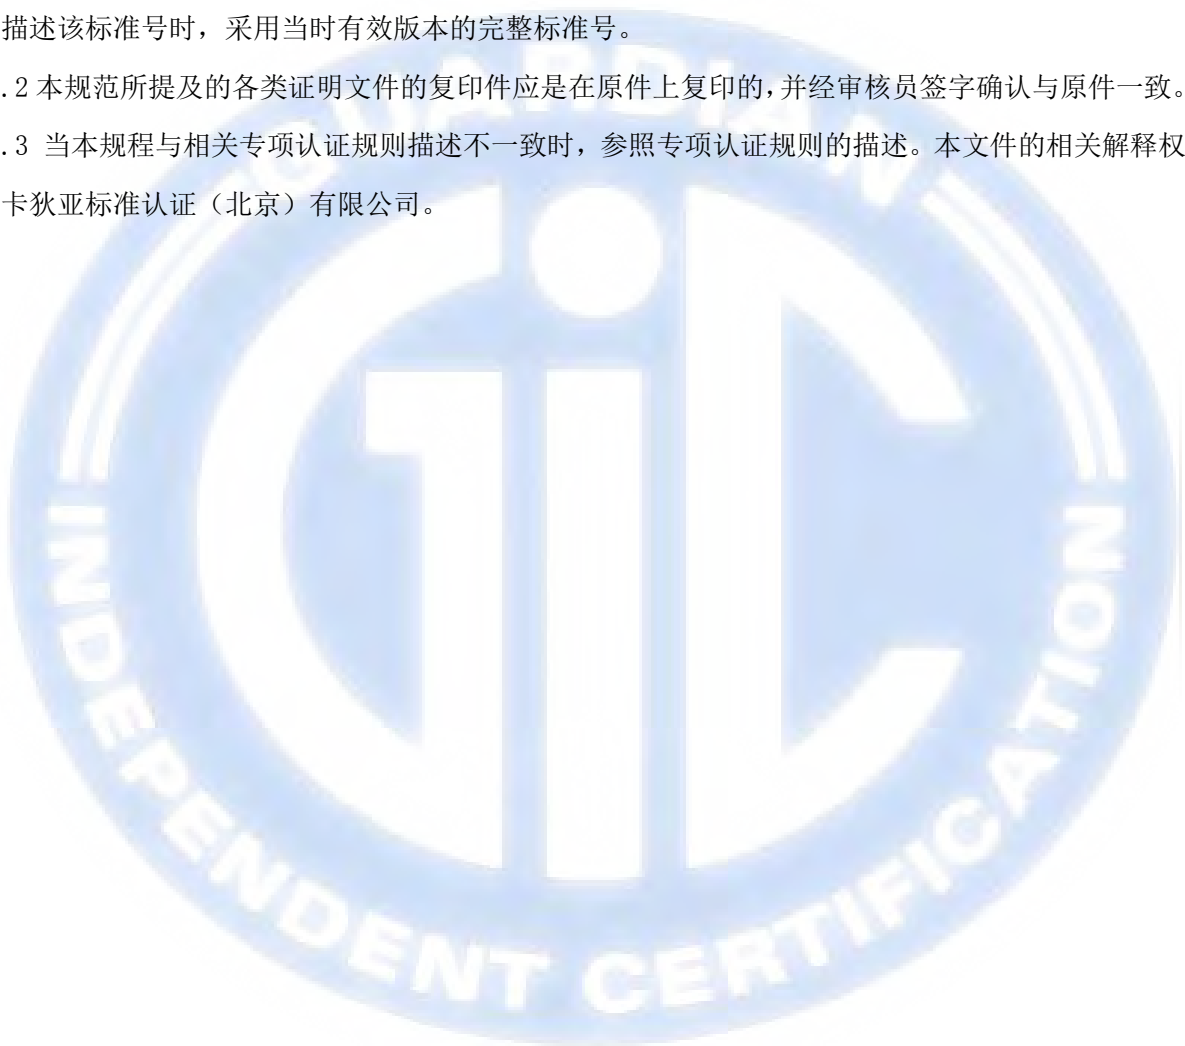 描述该标准号时，采用当时有效版本的完整标准号。
.2 本规范所提及的各类证明文件的复印件应是在原件上复印的，并经审核员签字确认与原件一致。
.3 当本规程与相关专项认证规则描述不一致时，参照专项认证规则的描述。本文件的相关解释权
卡狄亚标准认证（北京）有限公司。
GUARDIAN
GiC
INDEPENDENT CERTIFICATION